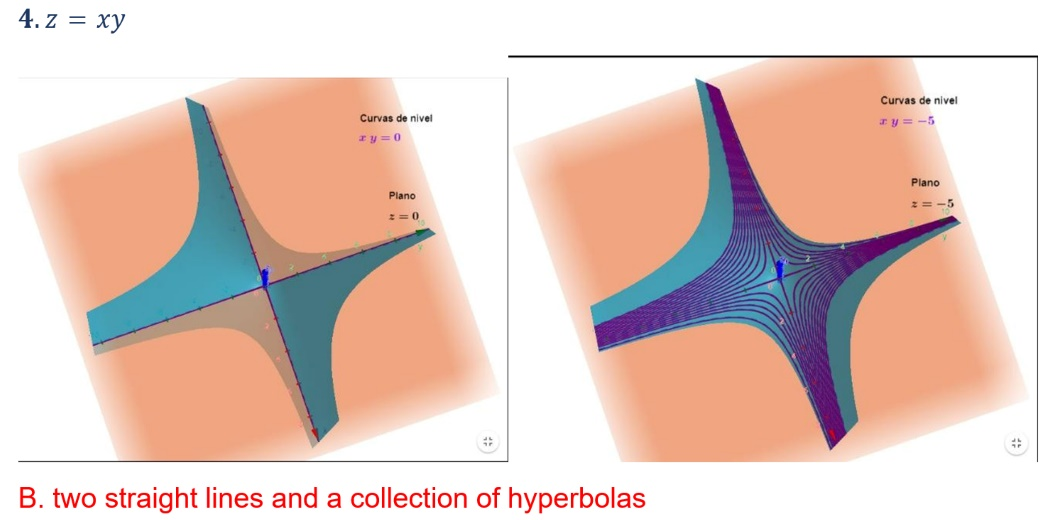 4. z = xy
Curvas de nivel
x y = 0
Plano
z = 0
Curvas de nivel
x y = −5
Plano
z = −5
B. two straight lines and a collection of hyperbolas